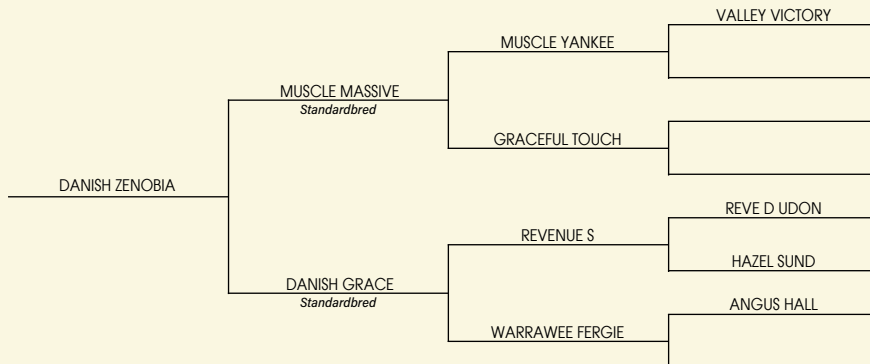 VALLEY VICTORY
MUSCLE YANKEE
MUSCLE MASSIVE
Standardbred
GRACEFUL TOUCH
DANISH ZENOBIA
REVE D UDON
REVENUE S
HAZEL SUND
DANISH GRACE
Standardbred
ANGUS HALL
WARRAWEE FERGIE